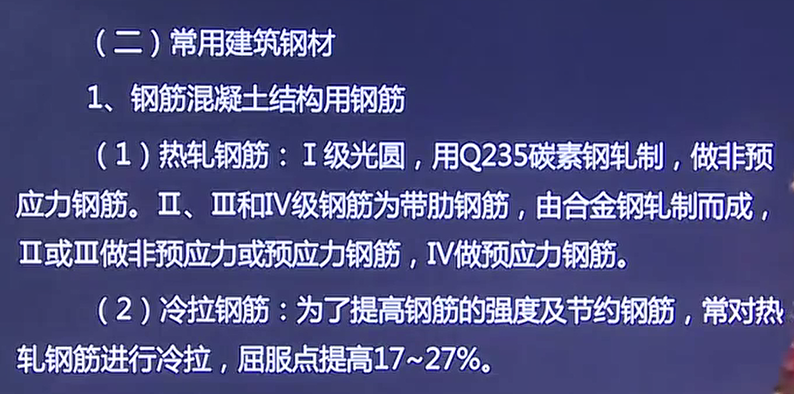 （二）常用建筑钢材
1、钢筋混凝土结构用钢筋
（1）热轧钢筋：Ⅰ级光圆，用Q235碳素钢轧制，做非预
应力钢筋。Ⅱ、Ⅲ和Ⅳ级钢筋为带肋钢筋，由合金钢轧制而成，
Ⅱ或Ⅲ做非预应力或预应力钢筋，Ⅳ做预应力钢筋。
（2）冷拉钢筋：为了提高钢筋的强度及节约钢筋，常对热
轧钢筋进行冷拉，屈服点提高17~27%。